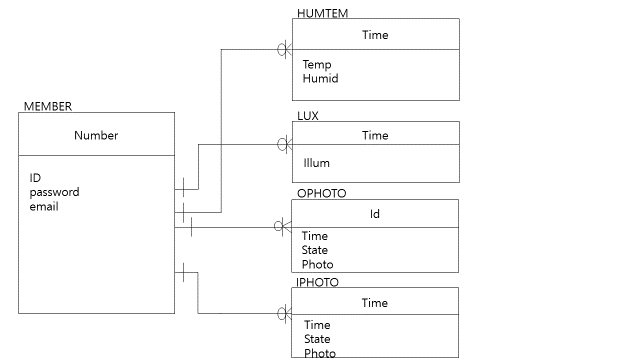 HUMTEM
Time
Temp
Humid
MEMBER
Number
ID
password
email
LUX
Time
Illum
OPHOTO
Id
Time
State
Photo
IPHOTO
Time
Time
State
Photo